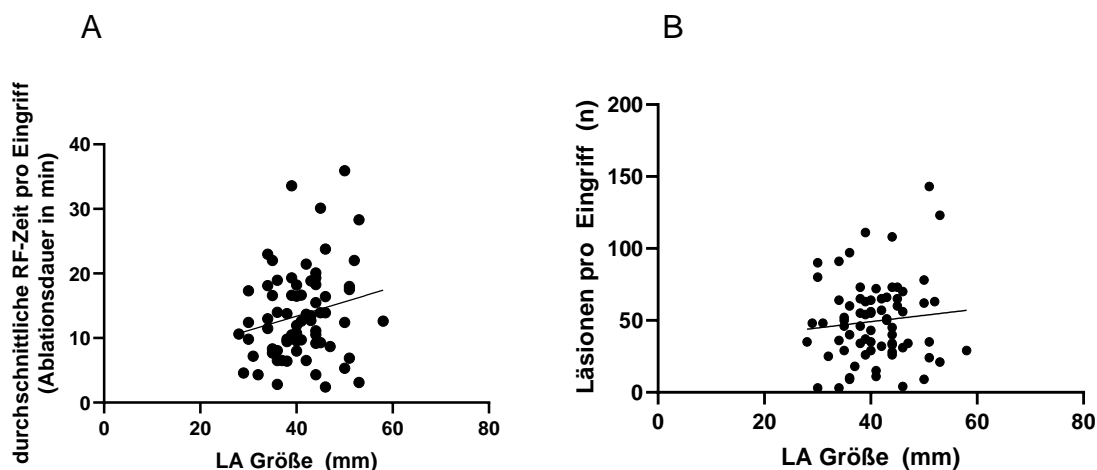 A
durchschnittliche RF-Zeit pro Eingriff
(Ablationsdauer in min)
40
30
20
10
0
0 20 40 60 80
LA Größe (mm)
B
Läsionen pro Eingriff (n)
200
150
100
50
0
0 20 40 60 80
LA Größe (mm)